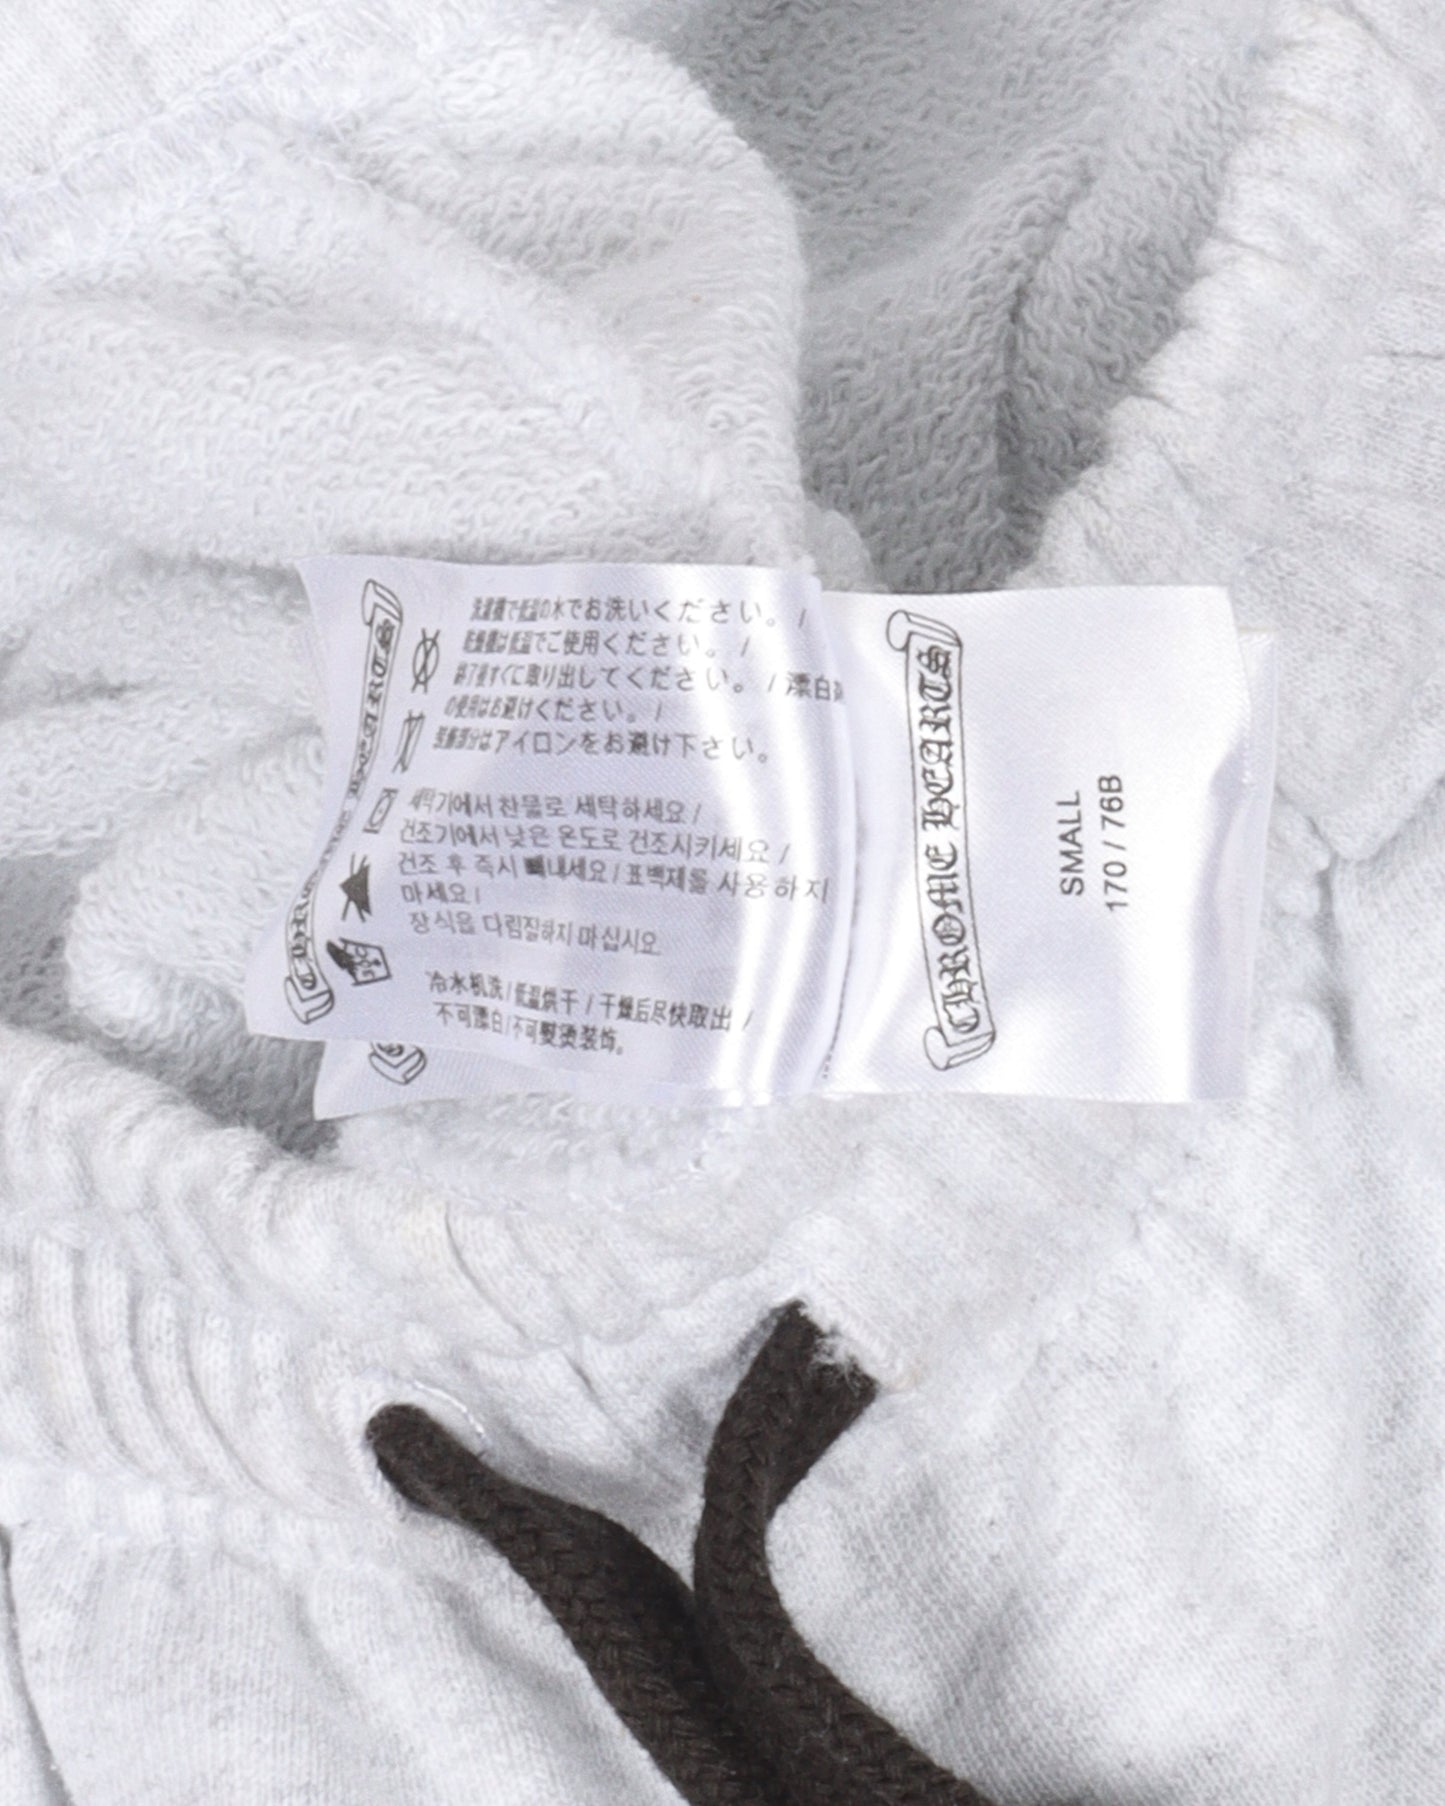 洗濯機で低温の水でお洗いください。/
乾燥機は低温でご使用ください。/
終了後すぐに取り出してください。/漂白剤
の使用はお避けください。/
装飾部分はアイロンをお避け下さい。
세탁기에서 찬물로 세탁하세요 /
건조기에서 낮은 온도로 건조시키세요 /
건조 후 즉시 빼내세요 / 표백제를 사용하지
마세요 /
장식을 다림질하지 마십시요
冷水机洗 / 低温烘干 / 干燥后尽快取出 /
不可漂白/不可熨烫装饰。
CHROME HEARTS
CHROME HEARTS
SMALL
170 / 76B